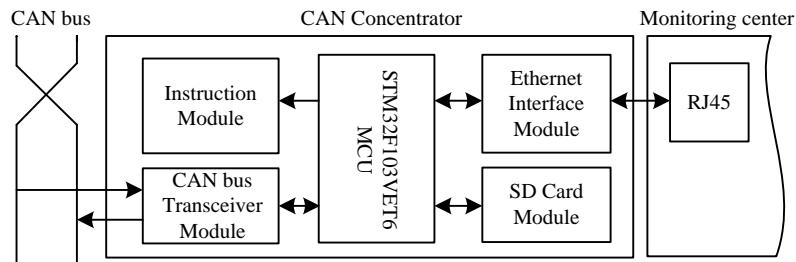 CAN bus
CAN Concentrator
Monitoring center
Instruction
Module
STM32F103VET6
MCU
Ethernet
Interface
Module
RJ45
CAN bus
Transceiver
Module
SD Card
Module